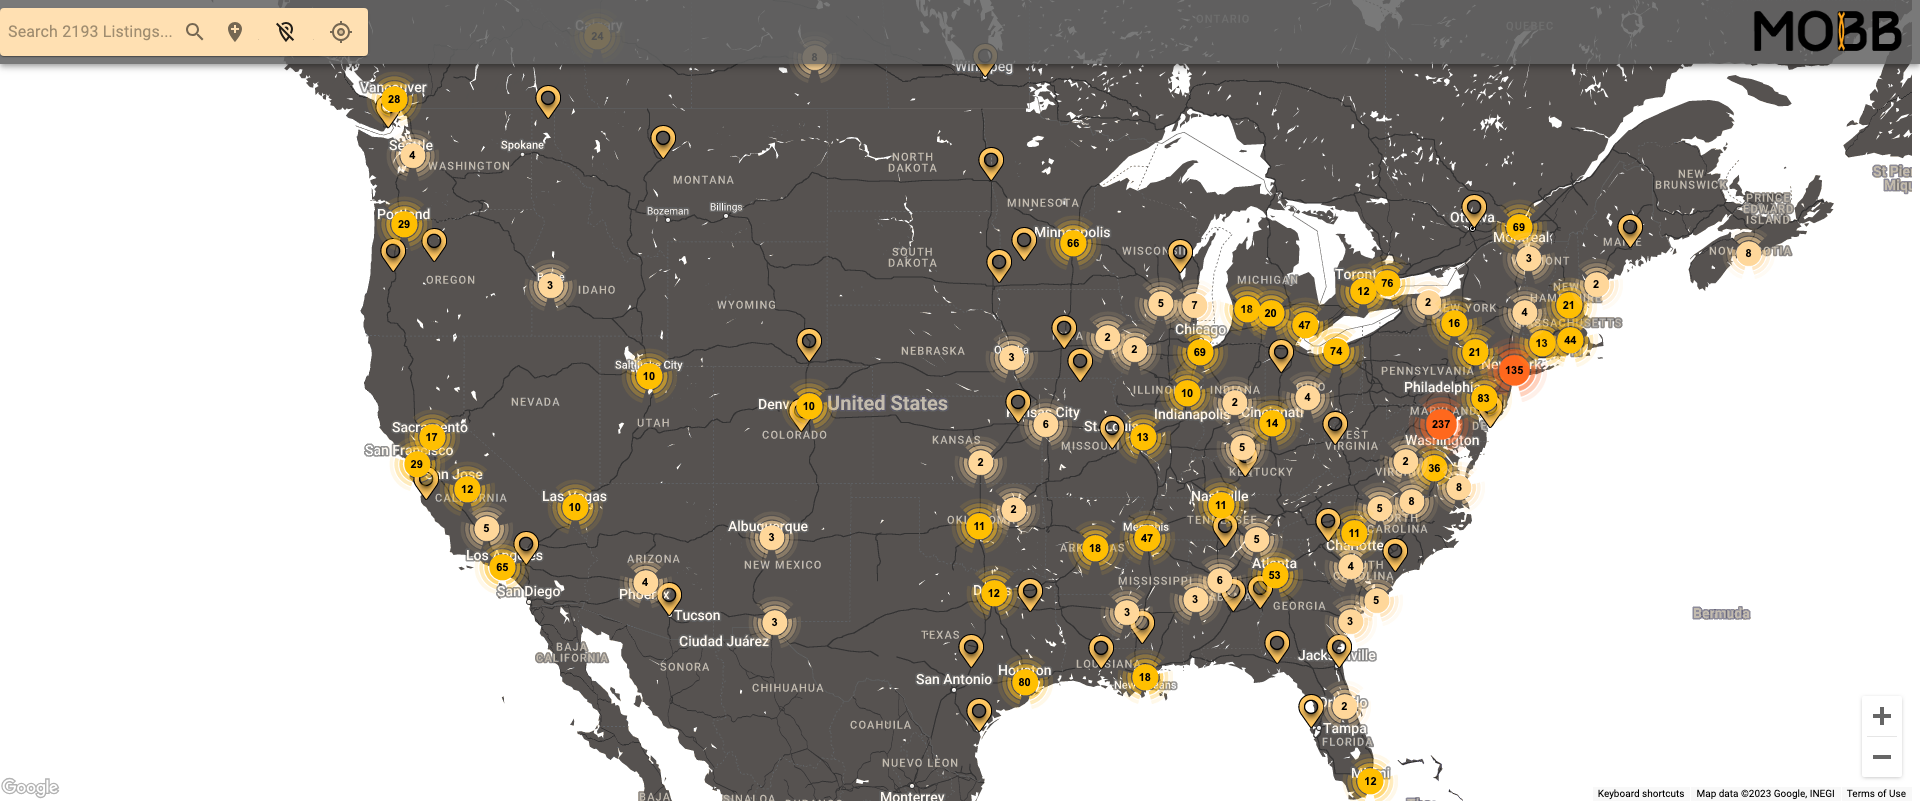 Search 2193 Listings...
MOBB
Calgary
24
8
Winnipeg
ONTARIO
QUEBEC
Vancouver
28
Seattle
4
WASHINGTON
Spokane
MONTANA
Bozeman
Billings
NORTH
DAKOTA
MINNESOTA
NEW
BRUNSWICK
PRINCE
EDWARD
ISLAND
Portland
29
OREGON
3
IDAHO
WYOMING
SOUTH
DAKOTA
Minneapolis
66
WISCONSIN
MICHIGAN
Toronto
12
76
Ottawa
69
Montreal
3
VERMONT
MAINE
NOVA SCOTIA
8
5
7
Chicago
69
18
20
47
74
2
NEW YORK
16
2
NEW
HAMPSHIRE
21
4
MASSACHUSETTS
13
44
21
New York
135
PENNSYLVANIA
Philadelphia
83
MARYLAND
237
Washington
Salt Lake City
10
NEVADA
UTAH
NEBRASKA
Omaha
3
2
2
Denver
10
United States
COLORADO
KANSAS
Kansas City
6
MISSOURI
St. Louis
13
ILLINOIS
10
INDIANA
Indianapolis
2
OHIO
4
Cincinnati
14
WEST
VIRGINIA
5
KENTUCKY
2
36
8
Sacramento
17
San Francisco
29
San Jose
12
CALIFORNIA
5
Las Vegas
10
Los Angeles
65
San Diego
Albuquerque
3
NEW MEXICO
ARIZONA
4
Phoenix
Tucson
3
Ciudad Juárez
2
OKLAHOMA
11
2
ARKANSAS
18
Memphis
47
Nashville
11
TENNESSEE
5
5
8
NORTH
CAROLINA
11
Charlotte
4
SOUTH
CAROLINA
Atlanta
53
GEORGIA
6
3
MISSISSIPPI
3
5
3
Dallas
12
TEXAS
Houston
80
San Antonio
LOUISIANA
18
New Orleans
Jacksonville
Orlando
2
Tampa
FLORIDA
Miami
12
Bermuda
BAJA
CALIFORNIA
SONORA
CHIHUAHUA
COAHUILA
NUEVO LEON
Monterrey
BAJA
SINALOA
DURANGO
Google
Keyboard shortcuts
Map data ©2023 Google, INEGI
Terms of Use